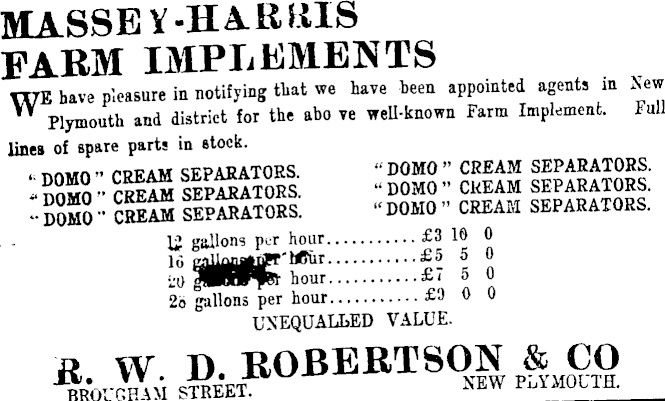 MASSEY-HARRIS
FARM IMPLEMENTS
WE have pleasure in notifying that we have been appointed agents in New
Plymouth and district for the abo ve well-known Farm Implement. Full
lines of spare parts in stock.
"DOMO" CREAM SEPARATORS. "DOMO" CREAM SEPARATORS.
"DOMO" CREAM SEPARATORS. "DOMO" CREAM SEPARATORS.
"DOMO" CREAM SEPARATORS. "DOMO" CREAM SEPARATORS.
12 gallons per hour...........£3 10 0
16 gallons per hour...........£5 5 0
20 per hour...........£7 5 0
gallons per hour...........£9 0 0
UNEQUALLED VALUE.
R. W. D. ROBERTSON & CO
BROUGHAM STREET. NEW PLYMOUTH.